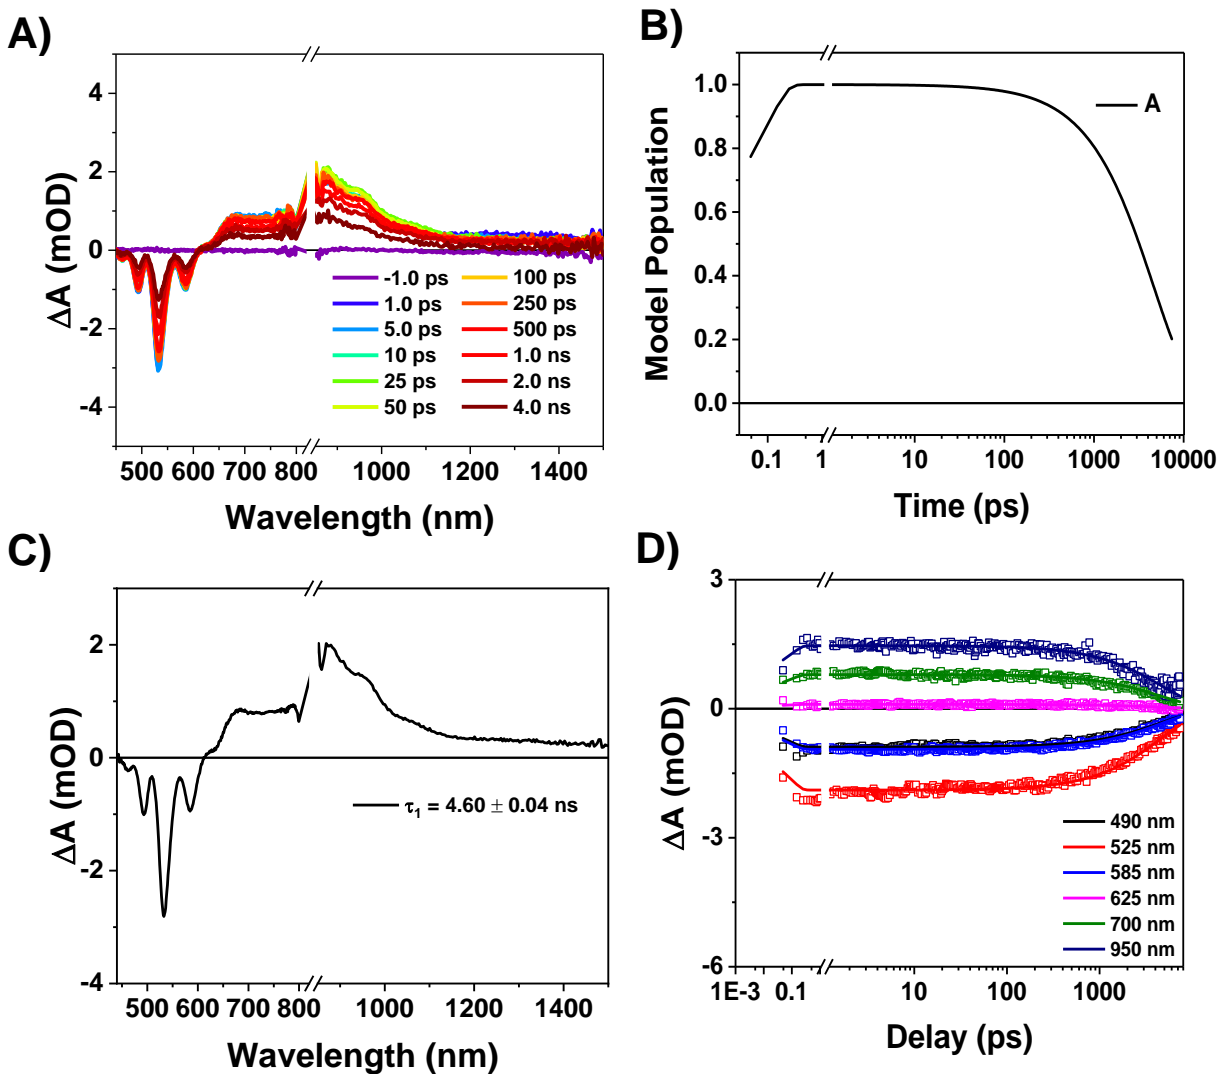 A)
ΔA (mOD)
4
2
0
-2
-4
-1.0 ps
1.0 ps
5.0 ps
10 ps
25 ps
50 ps
100 ps
250 ps
500 ps
1.0 ns
2.0 ns
4.0 ns
500 600 700 800 1000 1200 1400
Wavelength (nm)
B)
Model Population
1.0
0.8
0.6
0.4
0.2
0.0
A
0.1 1 10 100 1000 10000
Time (ps)
C)
ΔA (mOD)
2
0
-2
-4
τ1 = 4.60 ± 0.04 ns
500 600 700 800 1000 1200 1400
Wavelength (nm)
D)
ΔA (mOD)
3
0
-3
-6
490 nm
525 nm
585 nm
625 nm
700 nm
950 nm
1E-3 0.1 10 100 1000
Delay (ps)